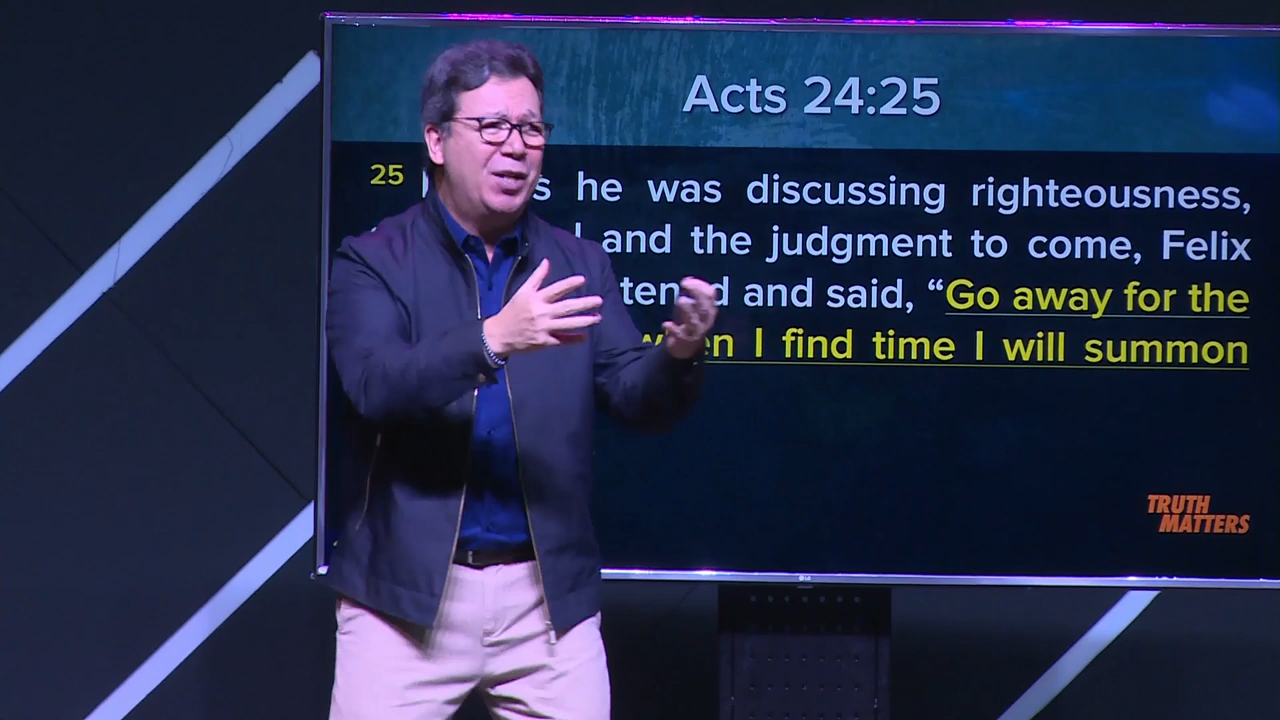 Acts 24:25
25 he was discussing righteousness,
and the judgment to come, Felix
and said, “Go away for the
I find time I will summon
TRUTH
MATTERS
LG